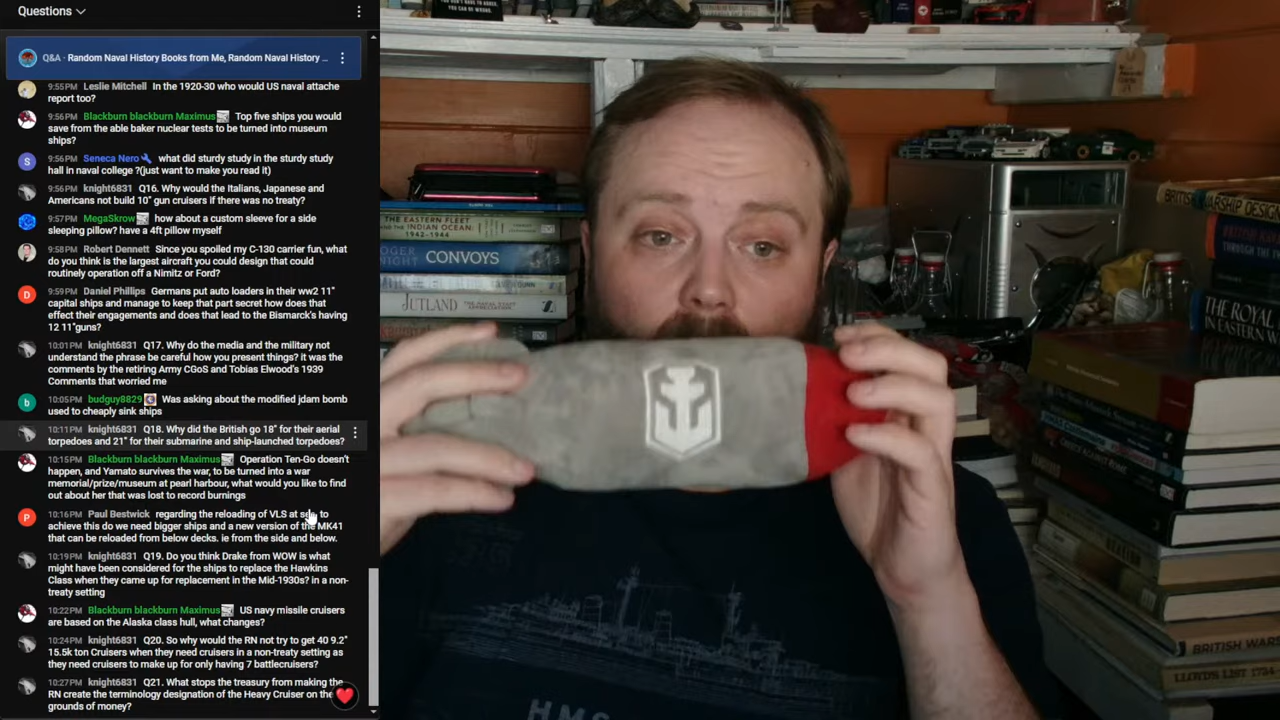 Questions
Q&A · Random Naval History Books from Me, Random Naval History ...
9:55PM Leslie Mitchell In the 1920-30 who would US naval attache
report too?
9:56PM Blackburn blackburn Maximus Top five ships you would
save from the able baker nuclear tests to be turned into museum
ships?
9:56PM Seneca Nero what did sturdy study in the sturdy study
hall in naval college ?(just want to make you read it)
9:56PM knight6831 Q16. Why would the Italians, Japanese and
Americans not build 10" gun cruisers if there was no treaty?
9:57PM MegaSkrow how about a custom sleeve for a side
sleeping pillow? have a 4ft pillow myself
9:58PM Robert Dennett Since you spoiled my C-130 carrier fun, what
do you think is the largest aircraft you could design that could
routinely operation off a Nimitz or Ford?
9:59PM Daniel Phillips Germans put auto loaders in their ww2 11"
capital ships and manage to keep that part secret how does that
effect their engagements and does that lead to the Bismarck's having
12 11"guns?
10:01PM knight6831 Q17. Why do the media and the military not
understand the phrase be careful how you present things? it was the
comments by the retiring Army CGoS and Tobias Elwood's 1939
Comments that worried me
10:05PM budguy8829 Was asking about the modified jdam bomb
used to cheaply sink ships
10:11PM knight6831 Q18. Why did the British go 18" for their aerial
torpedoes and 21" for their submarine and ship-launched torpedoes?
10:15PM Blackburn blackburn Maximus Operation Ten-Go doesn't
happen, and Yamato survives the war, to be turned into a war
memorial/prize/museum at pearl harbour, what would you like to find
out about her that was lost to record burnings
10:16PM Paul Bestwick regarding the reloading of VLS at sea, to
achieve this do we need bigger ships and a new version of the MK41
that can be reloaded from below decks. ie from the side and below.
10:19PM knight6831 Q19. Do you think Drake from WOW is what
might have been considered for the ships to replace the Hawkins
Class when they came up for replacement in the Mid-1930s? in a non-
treaty setting
10:22PM Blackburn blackburn Maximus US navy missile cruisers
are based on the Alaska class hull, what changes?
10:24PM knight6831 Q20. So why would the RN not try to get 40 9.2"
15.5k ton Cruisers when they need cruisers in a non-treaty setting as
they need cruisers to make up for only having 7 battlecruisers?
10:27PM knight6831 Q21. What stops the treasury from making the
RN create the terminology designation of the Heavy Cruiser on the
grounds of money?
THE EASTERN FLEET
INDIAN OCEAN
1942-1944
CONVOYS
JUTLAND
BRITISH WARSHIP
THE ROYAL
BRITISH WARS
LLOYDS LIST
HMS